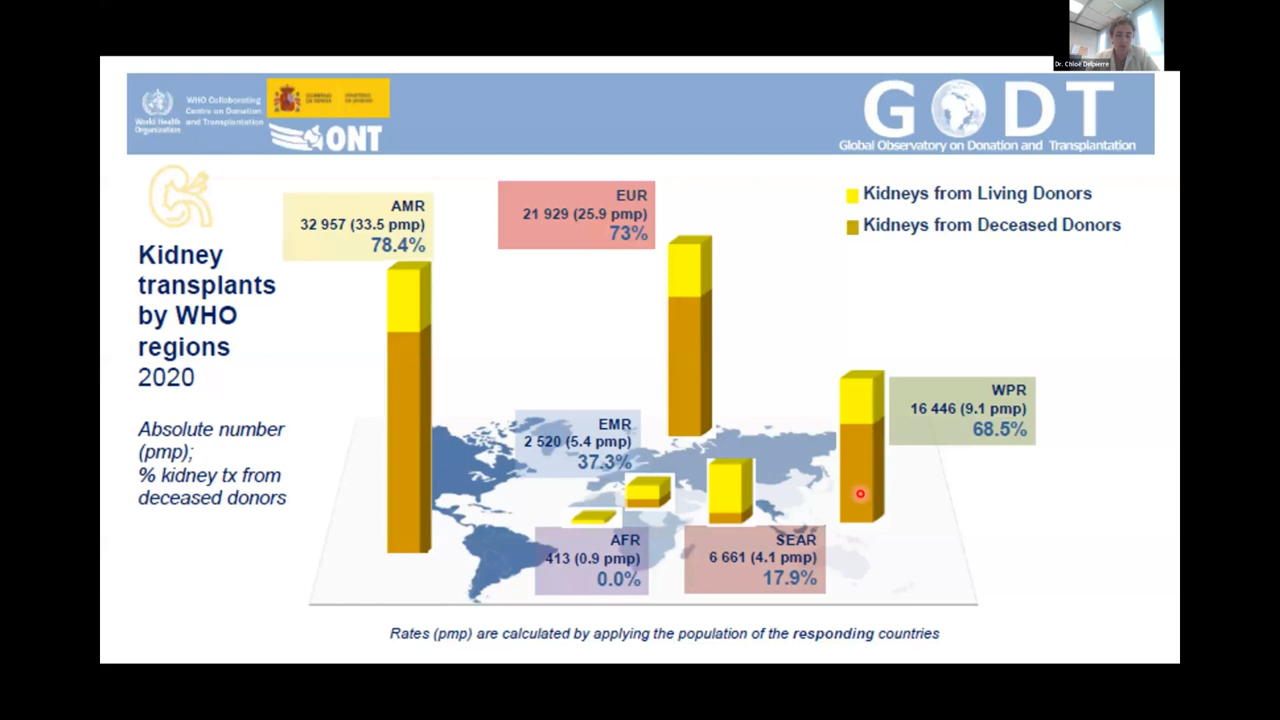 Dr. Chloë Delpierre
World Health
Organization
WHO Collaborating
Centre on Donation
and Transplantation
GOBIERNO
DE ESPAÑA
MINISTERIO
DE SANIDAD
ONT
GODT
Global Observatory on Donation and Transplantation
Kidney
transplants
by WHO
regions
2020
Absolute number
(pmp);
% kidney tx from
deceased donors
AMR
32 957 (33.5 pmp)
78.4%
EUR
21 929 (25.9 pmp)
73%
Kidneys from Living Donors
Kidneys from Deceased Donors
EMR
2 520 (5.4 pmp)
37.3%
WPR
16 446 (9.1 pmp)
68.5%
AFR
413 (0.9 pmp)
0.0%
SEAR
6 661 (4.1 pmp)
17.9%
Rates (pmp) are calculated by applying the population of the responding countries